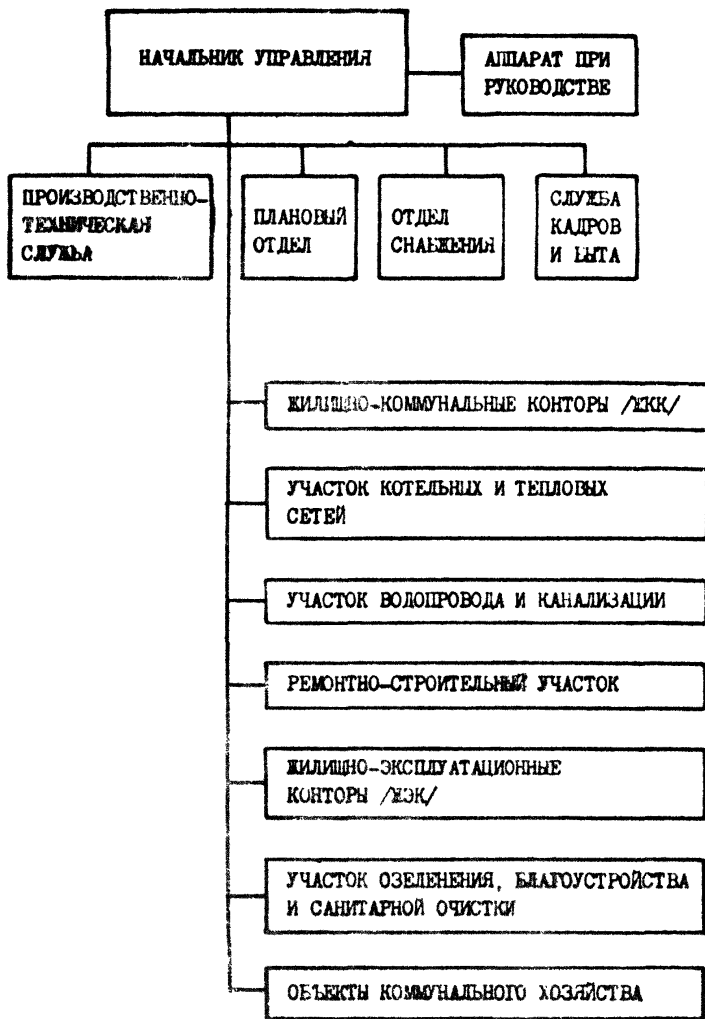 НАЧАЛЬНИК УПРАВЛЕНИЯ
АППАРАТ ПРИ
РУКОВОДСТВЕ
ПРОИЗВОДСТВЕННО-
ТЕХНИЧЕСКАЯ
СЛУЖБА
ПЛАНОВЫЙ
ОТДЕЛ
ОТДЕЛ
СНАБЖЕНИЯ
СЛУЖБА
КАДРОВ
И БЫТА
ЖИЛИЩНО-КОММУНАЛЬНЫЕ КОНТОРЫ /ЖКК/
УЧАСТОК КОТЕЛЬНЫХ И ТЕПЛОВЫХ
СЕТЕЙ
УЧАСТОК ВОДОПРОВОДА И КАНАЛИЗАЦИИ
РЕМОНТНО-СТРОИТЕЛЬНЫЙ УЧАСТОК
ЖИЛИЩНО-ЭКСПЛУАТАЦИОННЫЕ
КОНТОРЫ /ЖЭК/
УЧАСТОК ОЗЕЛЕНЕНИЯ, БЛАГОУСТРОЙСТВА
И САНИТАРНОЙ ОЧИСТКИ
ОБЪЕКТЫ КОММУНАЛЬНОГО ХОЗЯЙСТВА